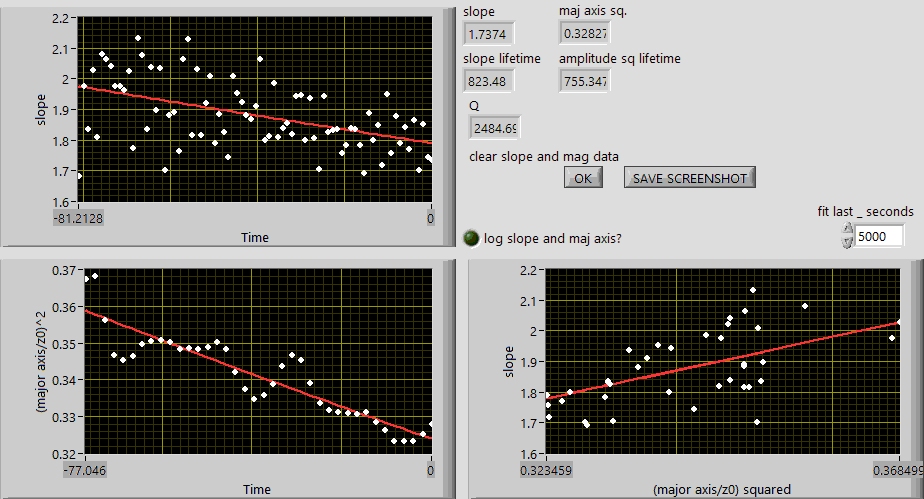 2.2
2.1
2
1.9
1.8
1.7
1.6
slope
-81.2128
0
Time
slope
maj axis sq.
1.7374
0.32827
slope lifetime
amplitude sq lifetime
823.48
755.347
Q
2484.69
clear slope and mag data
OK
SAVE SCREENSHOT
log slope and maj axis?
fit last _ seconds
5000
0.37
0.36
0.35
0.34
0.33
0.32
(major axis/z0)^2
-77.046
0
Time
2.2
2.1
2
1.9
1.8
1.7
1.6
slope
0.323459
0.368499
(major axis/z0) squared